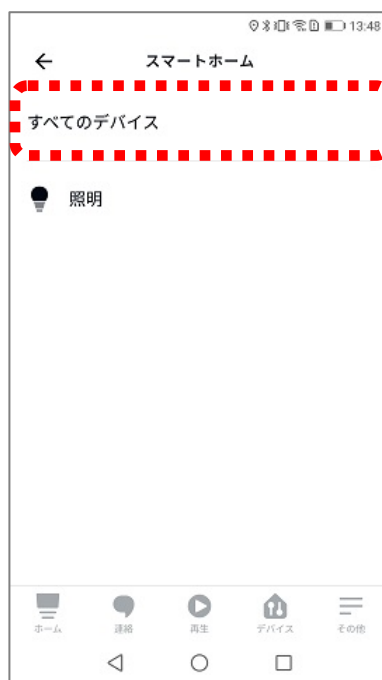 13:48
スマートホーム
すべてのデバイス
照明
ホーム
連絡
再生
デバイス
その他